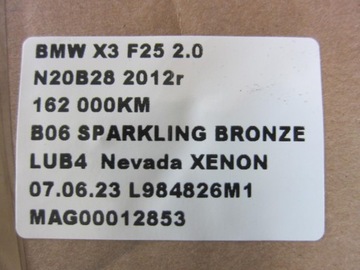 BMW X3 F25 2.0
N20B28 2012r
162 000KM
B06 SPARKLING BRONZE
LUB4 Nevada XENON
07.06.23 L984826M1
MAG00012853